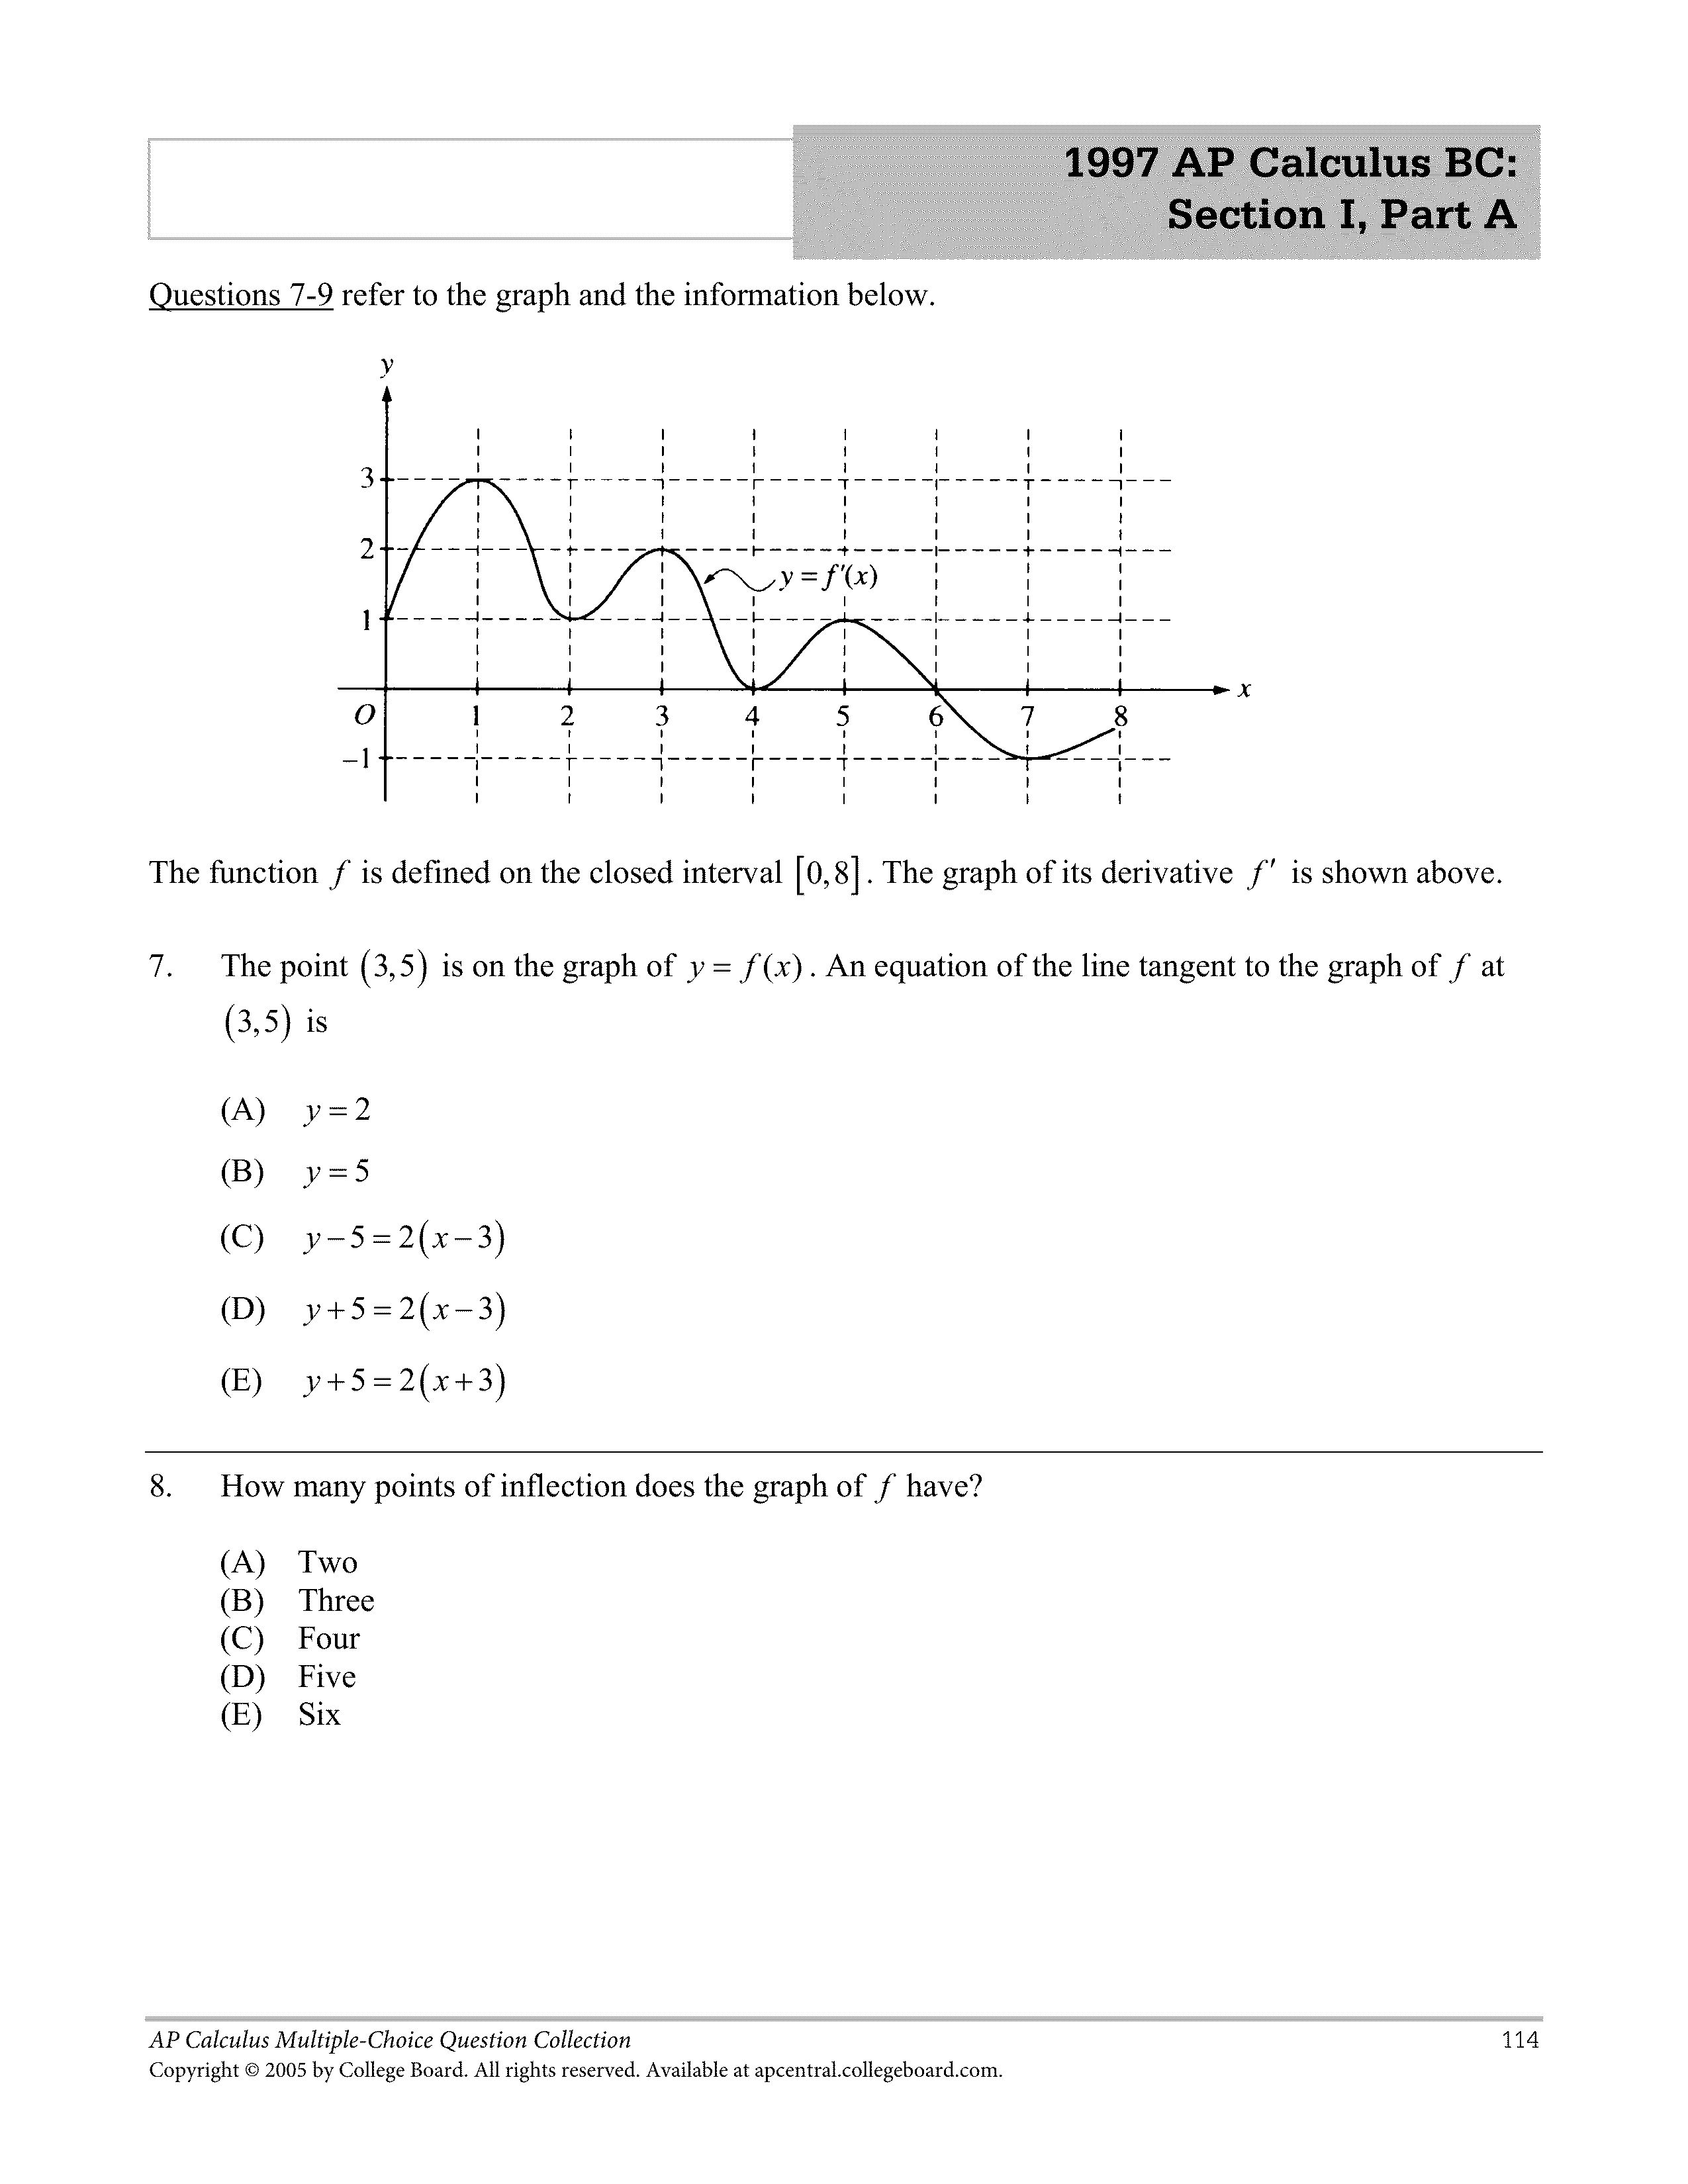 1997 AP Calculus BC:
Section I, Part A
Questions 7-9 refer to the graph and the information below.
y
3
2
y = f′(x)
1
x
O 1 2 3 4 5 6 7 8
–1
The function f is defined on the closed interval [0,8]. The graph of its derivative f′ is shown above.
7. The point (3,5) is on the graph of y = f(x). An equation of the line tangent to the graph of f at
(3,5) is
(A) y = 2
(B) y = 5
(C) y – 5 = 2(x – 3)
(D) y + 5 = 2(x – 3)
(E) y + 5 = 2(x + 3)
8. How many points of inflection does the graph of f have?
(A) Two
(B) Three
(C) Four
(D) Five
(E) Six
AP Calculus Multiple-Choice Question Collection 114
Copyright © 2005 by College Board. All rights reserved. Available at apcentral.collegeboard.com.